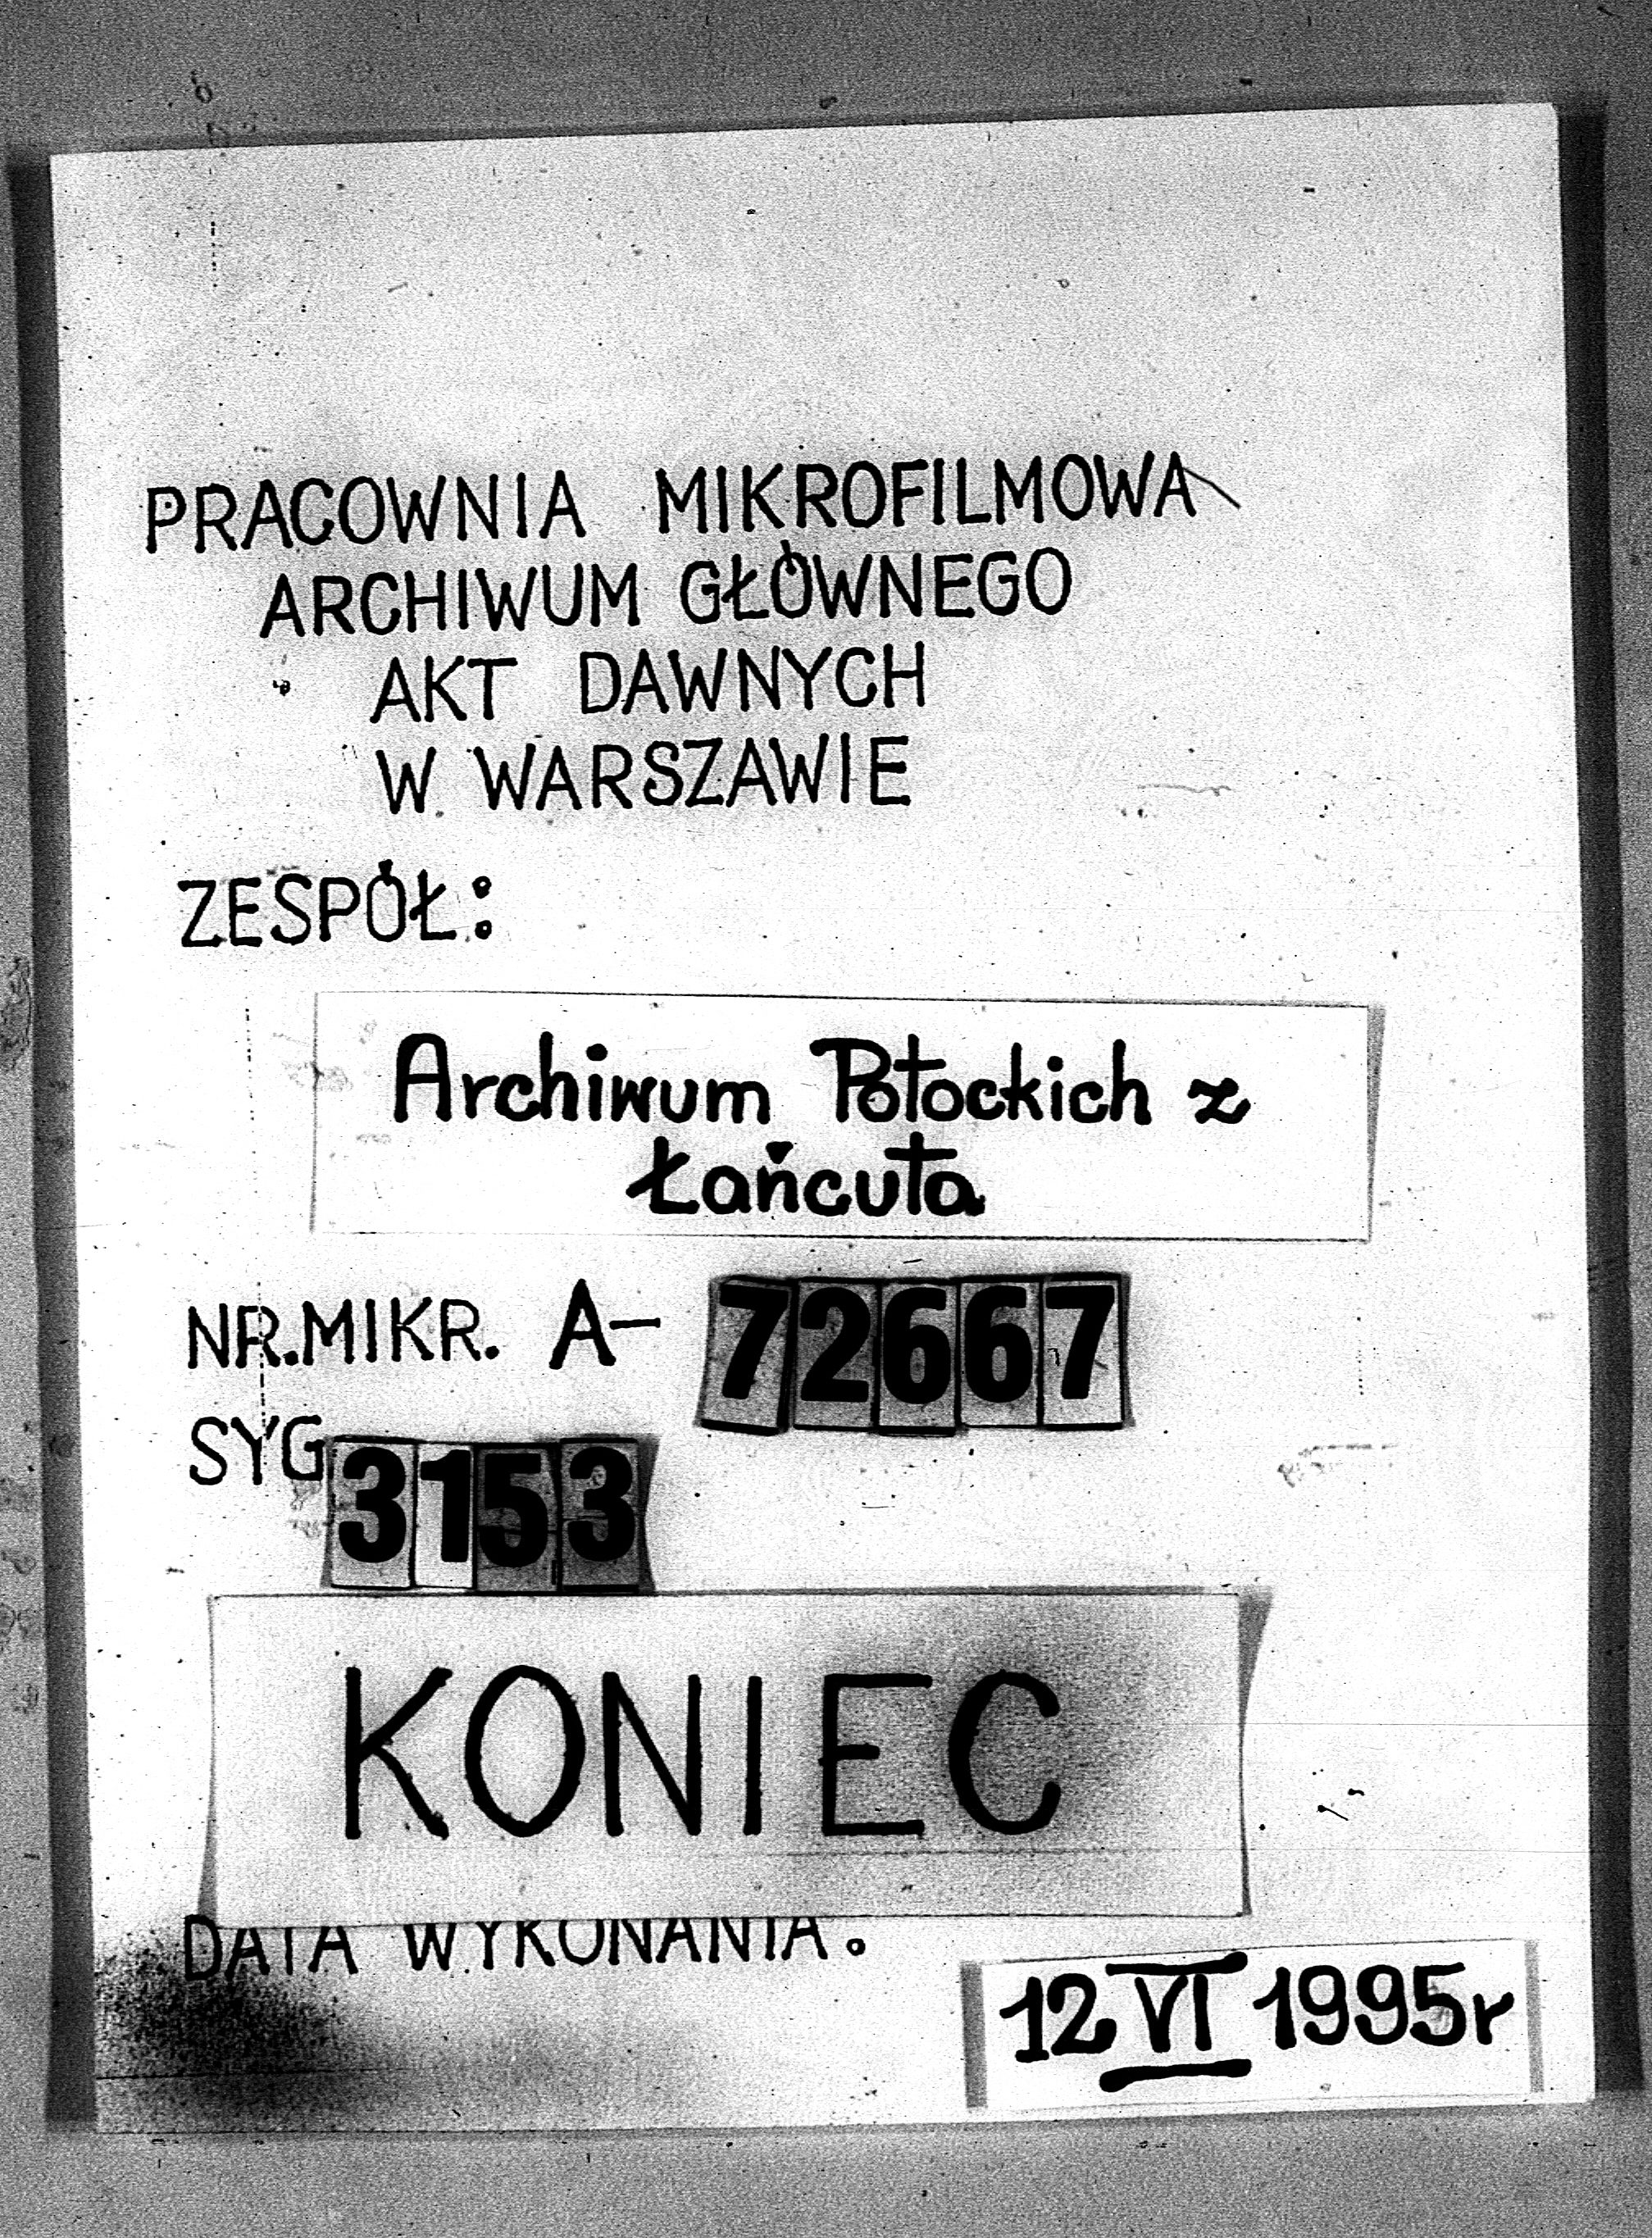 PRACOWNIA MIKROFILMOWA
ARCHIWUM GŁÓWNEGO
AKT DAWNYCH
W WARSZAWIE
ZESPÓŁ:
Archiwum Potockich z
Łańcuta
NR.MIKR. A- 72667
SYG 3153
KONIEC
DATA WYKONANIA.
12 VI 1995r